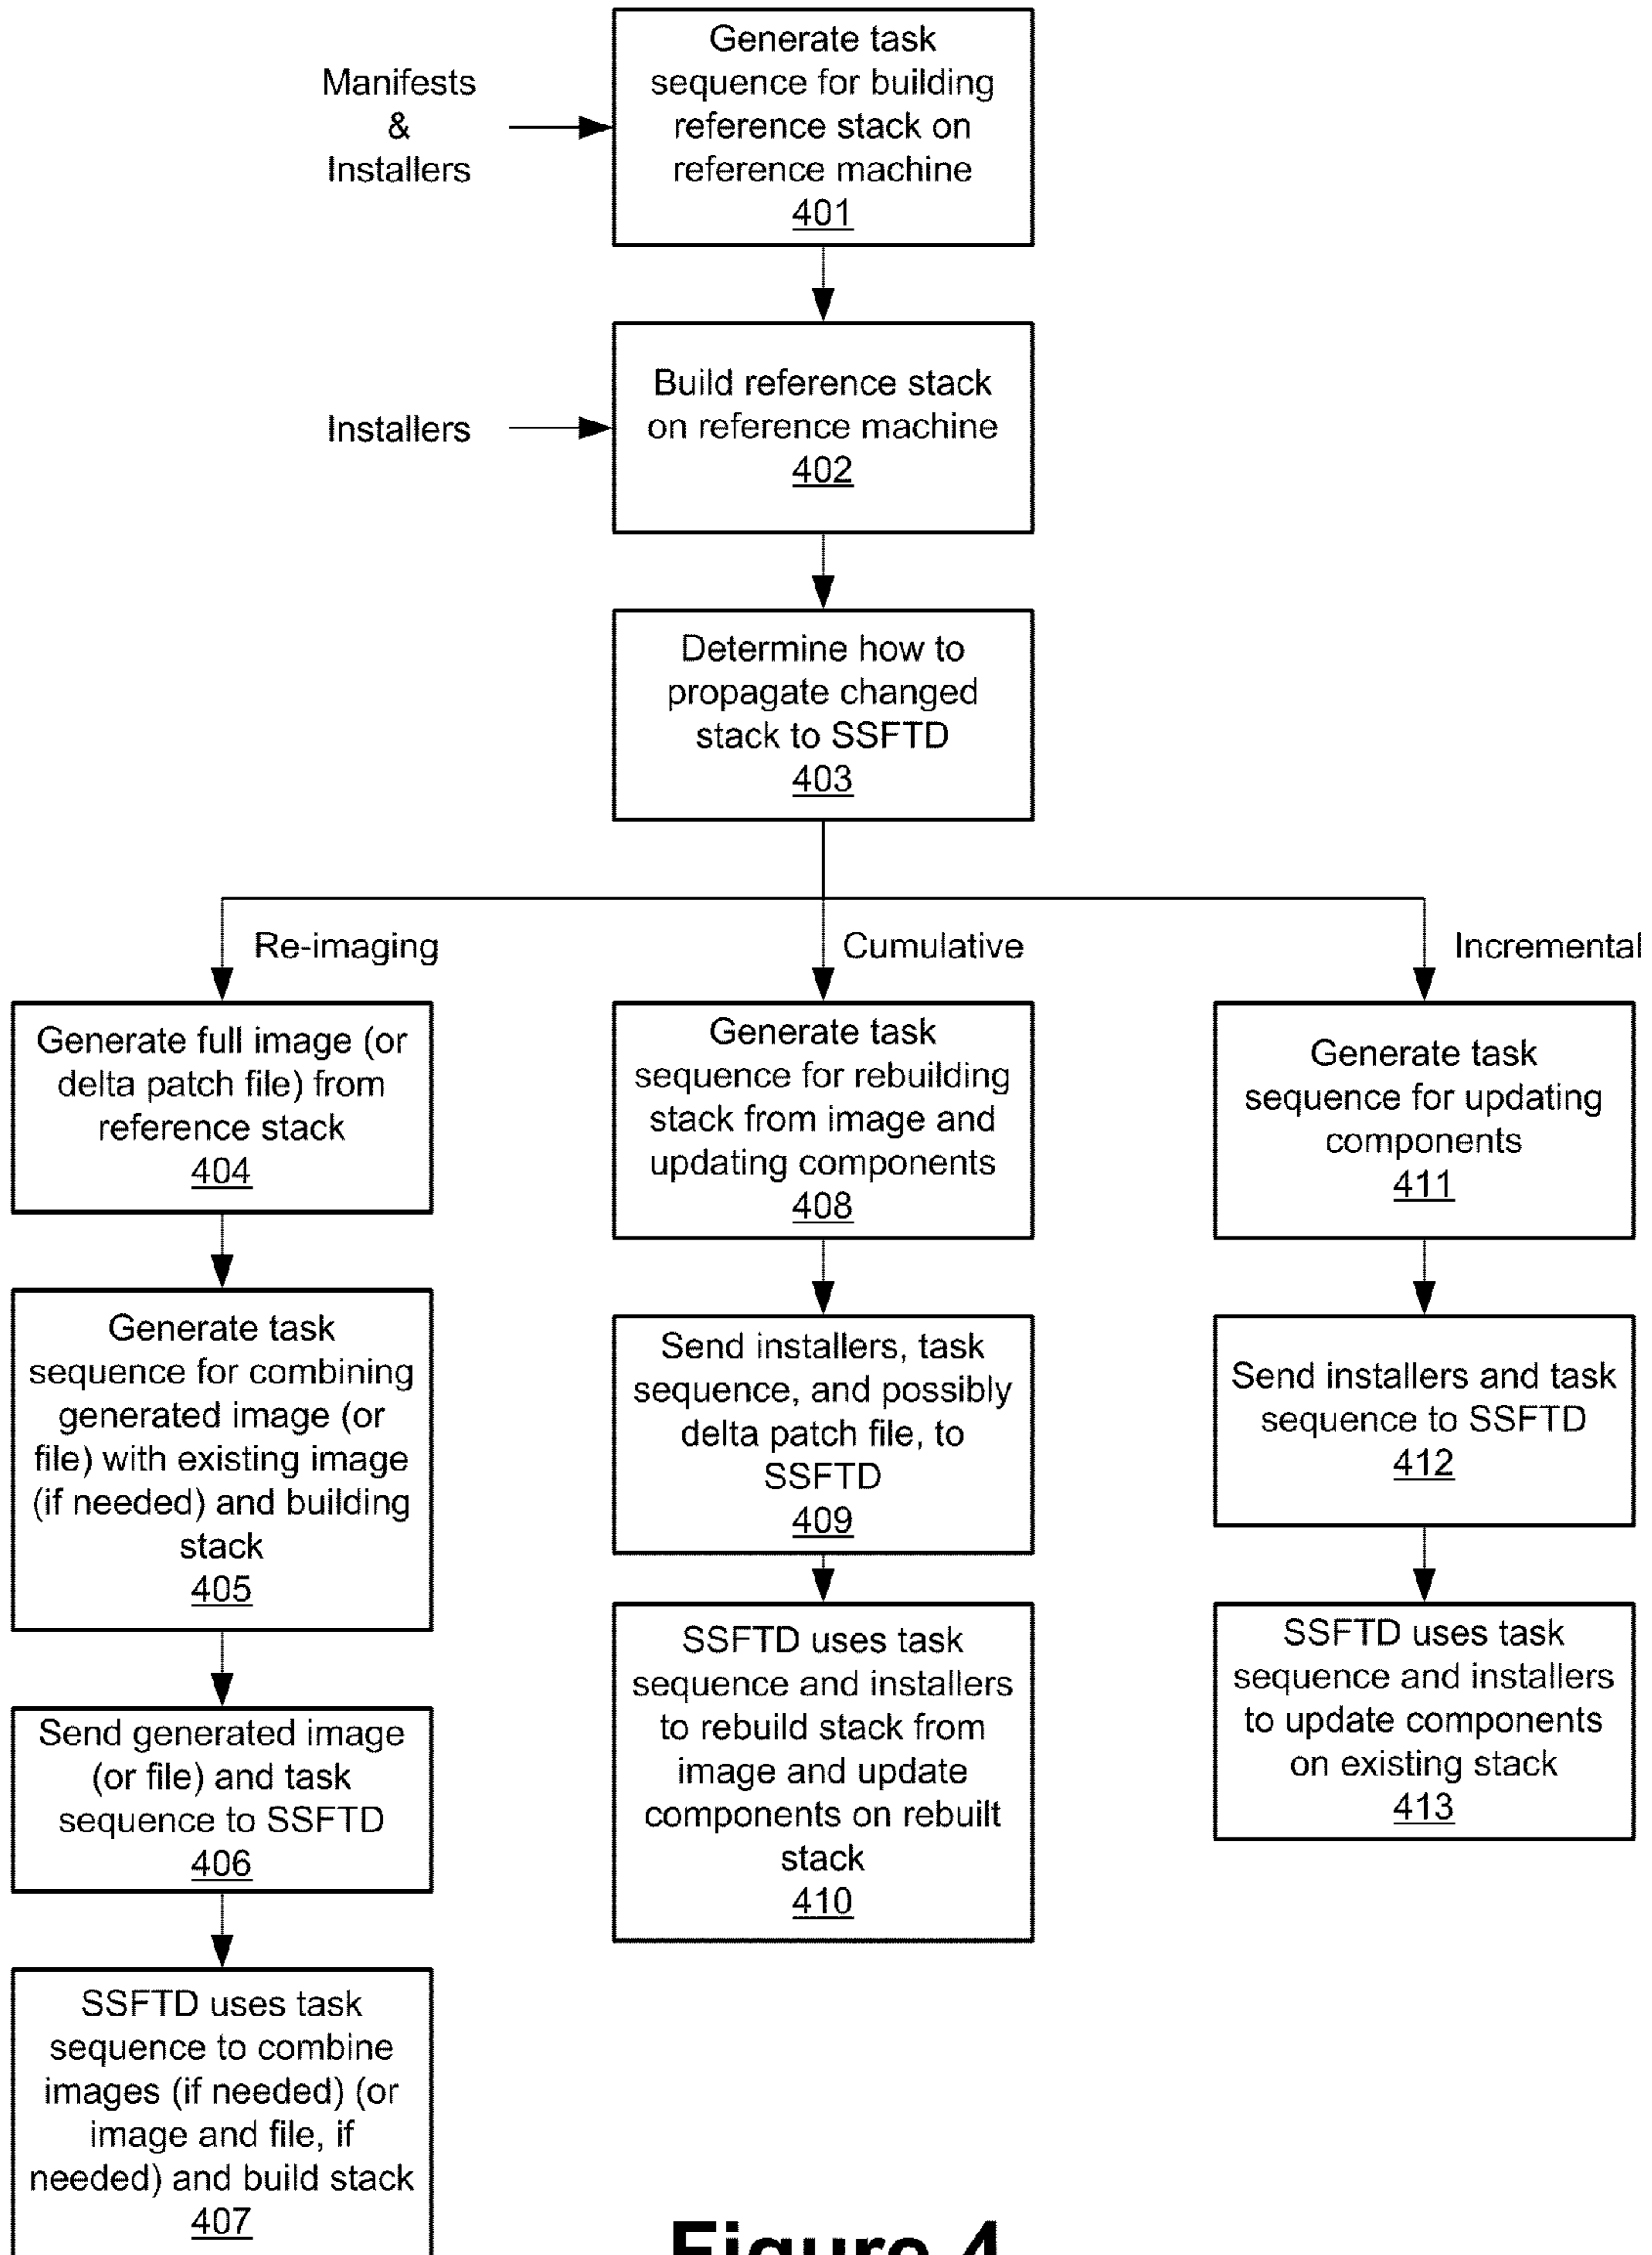 Generate task
sequence for building
reference stack on
reference machine
401
Manifests
&
Installers
Build reference stack
on reference machine
402
Installers
Determine how to
propagate changed
stack to SSFTD
403
Re-imaging
Cumulative
Incremental
Generate full image (or
delta patch file) from
reference stack
404
Generate task
sequence for combining
generated image (or
file) with existing image
(if needed) and building
stack
405
Send generated image
(or file) and task
sequence to SSFTD
406
SSFTD uses task
sequence to combine
images (if needed) (or
image and file, if
needed) and build stack
407
Generate task
sequence for rebuilding
stack from image and
updating components
408
Send installers, task
sequence, and possibly
delta patch file, to
SSFTD
409
SSFTD uses task
sequence and installers
to rebuild stack from
image and update
components on rebuilt
stack
410
Generate task
sequence for updating
components
411
Send installers and task
sequence to SSFTD
412
SSFTD uses task
sequence and installers
to update components
on existing stack
413
Figure 4